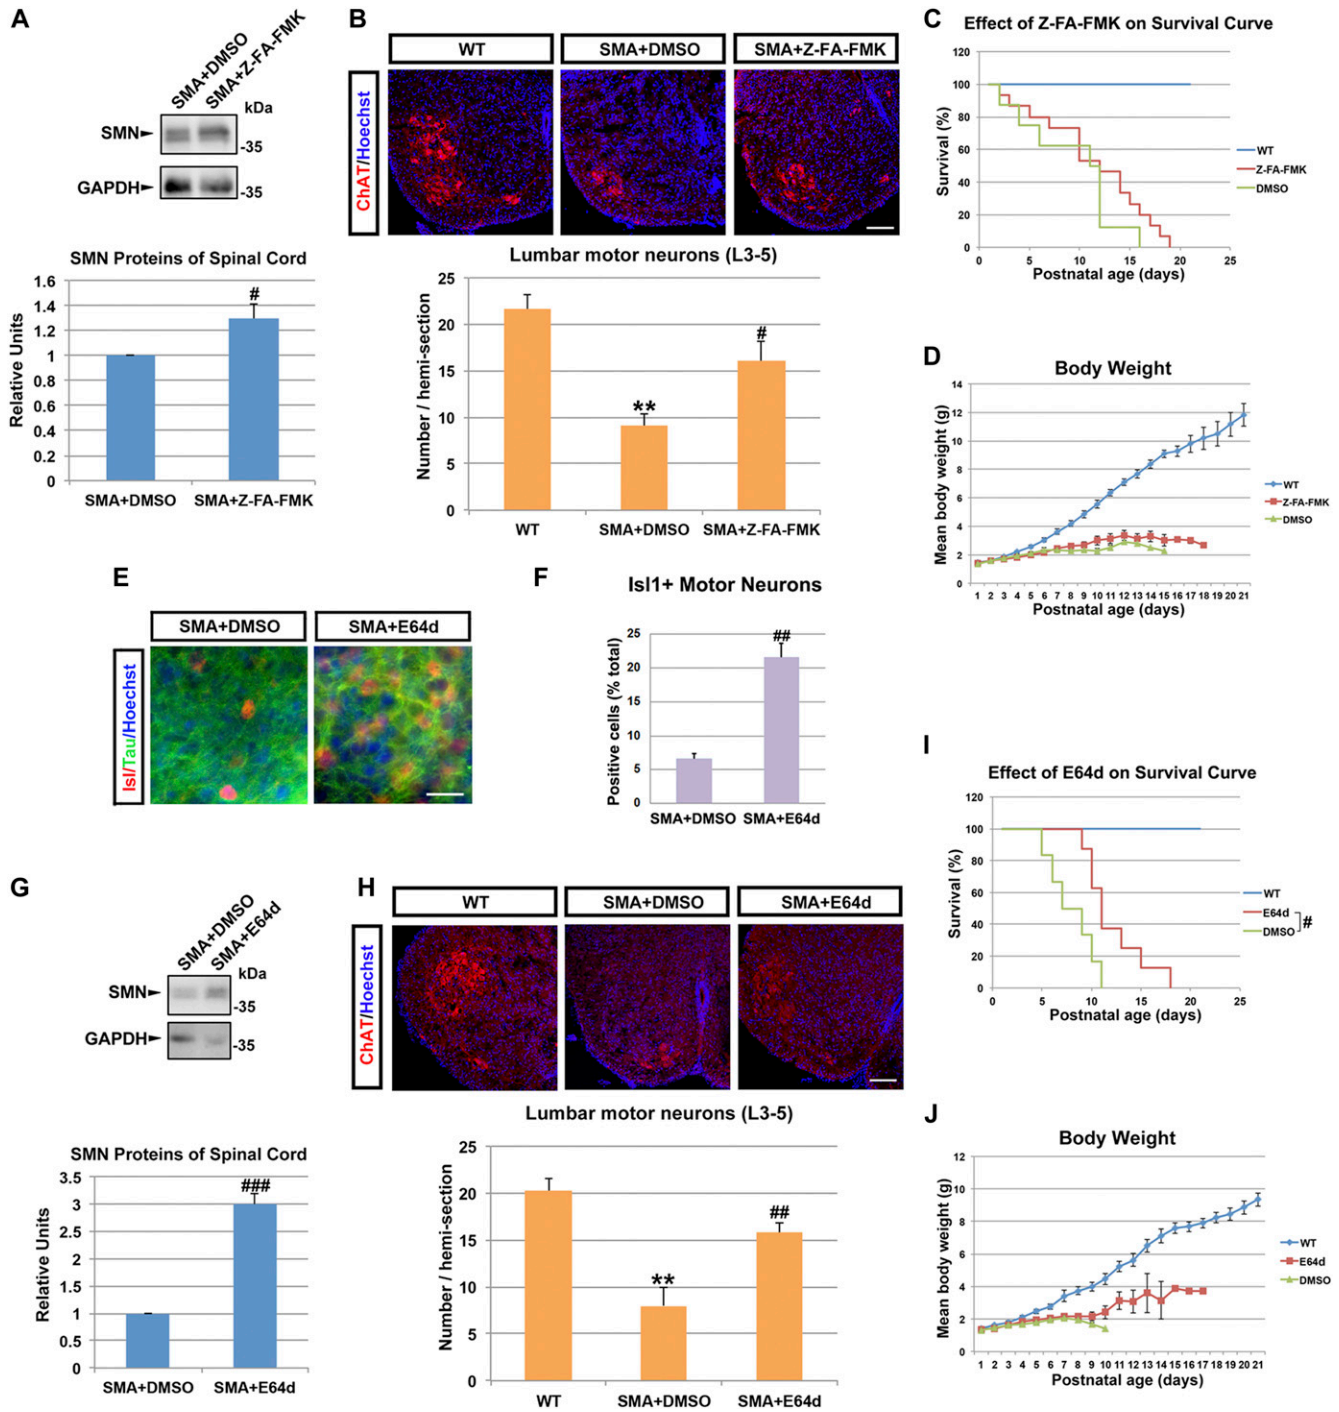 A
SMA+DMSO
SMA+Z-FA-FMK
kDa
SMN
-35
GAPDH
-35
SMN Proteins of Spinal Cord
Relative Units
1.6
1.4
1.2
1
0.8
0.6
0.4
0.2
0
#
SMA+DMSO SMA+Z-FA-FMK
B
WT SMA+DMSO SMA+Z-FA-FMK
ChAT/Hoechst
Lumbar motor neurons (L3-5)
Number / hemi-section
25
20
15
10
5
0
**
#
WT SMA+DMSO SMA+Z-FA-FMK
C
Effect of Z-FA-FMK on Survival Curve
Survival (%)
120
100
80
60
40
20
0
0 5 10 15 20 25
Postnatal age (days)
WT
Z-FA-FMK
DMSO
D
Body Weight
Mean body weight (g)
14
12
10
8
6
4
2
0
1 2 3 4 5 6 7 8 9 10 11 12 13 14 15 16 17 18 19 20 21
Postnatal age (days)
WT
Z-FA-FMK
DMSO
E
SMA+DMSO SMA+E64d
Isl/Tau/Hoechst
F
Isl1+ Motor Neurons
Positive cells (% total)
25
20
15
10
5
0
##
SMA+DMSO SMA+E64d
G
SMA+DMSO
SMA+E64d
kDa
SMN
-35
GAPDH
-35
SMN Proteins of Spinal Cord
Relative Units
3.5
3
2.5
2
1.5
1
0.5
0
###
SMA+DMSO SMA+E64d
H
WT SMA+DMSO SMA+E64d
ChAT/Hoechst
Lumbar motor neurons (L3-5)
Number / hemi-section
25
20
15
10
5
0
**
##
WT SMA+DMSO SMA+E64d
I
Effect of E64d on Survival Curve
Survival (%)
120
100
80
60
40
20
0
0 5 10 15 20 25
Postnatal age (days)
WT
E64d
DMSO
#
J
Body Weight
Mean body weight (g)
12
10
8
6
4
2
0
1 2 3 4 5 6 7 8 9 10 11 12 13 14 15 16 17 18 19 20 21
Postnatal age (days)
WT
E64d
DMSO